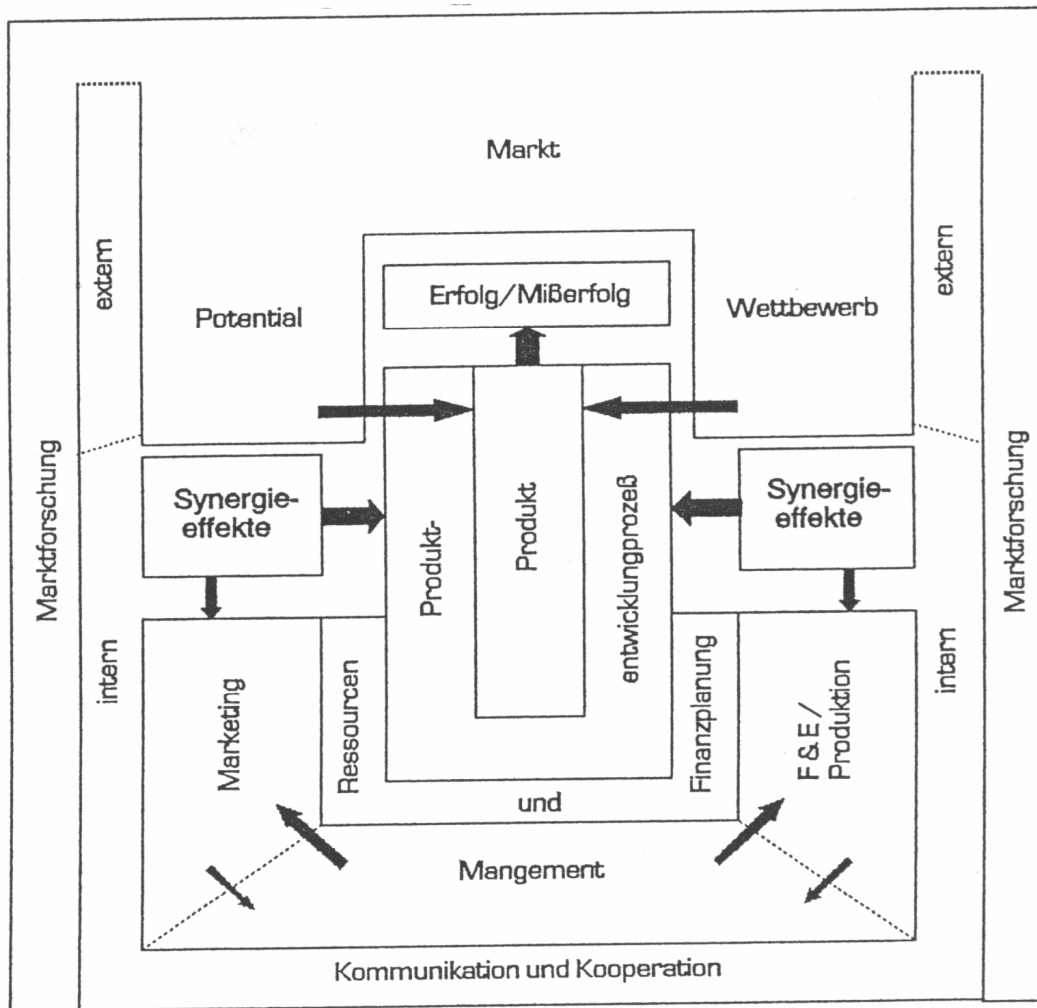 Markt
extern
extern
Erfolg/Mißerfolg
Potential
Wettbewerb
Marktforschung
Marktforschung
Synergie-
effekte
Synergie-
effekte
Produkt-
Produkt
entwicklungprozeß
intern
intern
Marketing
Ressourcen
Finanzplanung
F & E /
Produktion
und
Mangement
Kommunikation und Kooperation